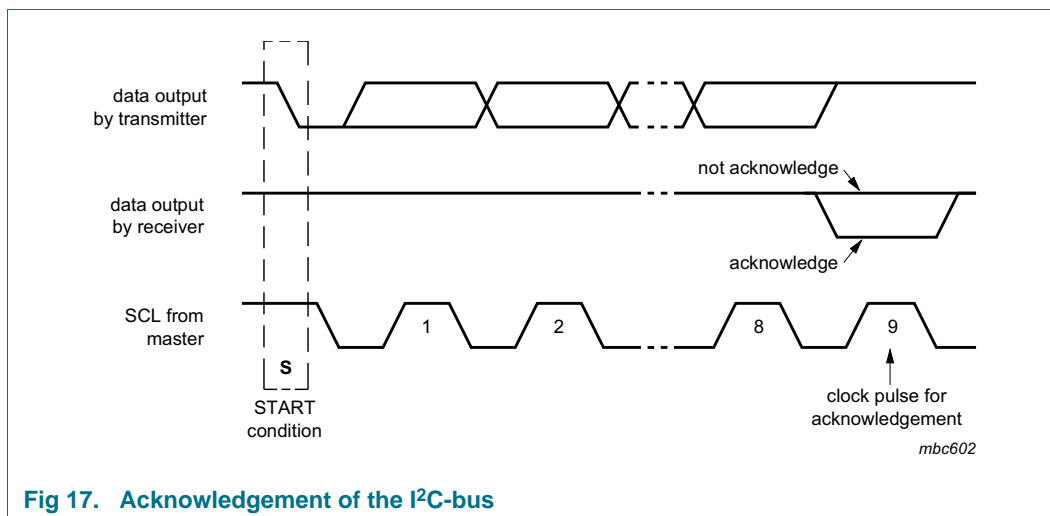 data output
by transmitter
not acknowledge
data output
by receiver
acknowledge
SCL from
master
1
2
8
9
S
START
condition
clock pulse for
acknowledgement
mbc602
Fig 17. Acknowledgement of the I²C-bus